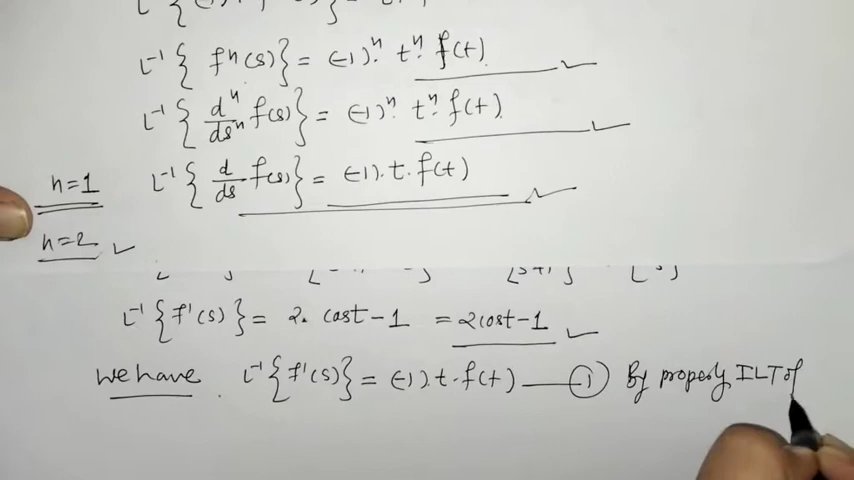 L⁻¹{ fⁿ(s)} = (-1)ⁿ. tⁿ. f(t).
L⁻¹{ dⁿ/dsⁿ f(s)} = (-1)ⁿ. tⁿ. f(t).
n=1 L⁻¹{ d/ds f(s)} = (-1). t. f(t)
n=2
L⁻¹{ f'(s)} = 2. cost-1 = 2cost-1
We have L⁻¹{ f'(s)} = (-1). t. f(t) —— ① By property ILT of